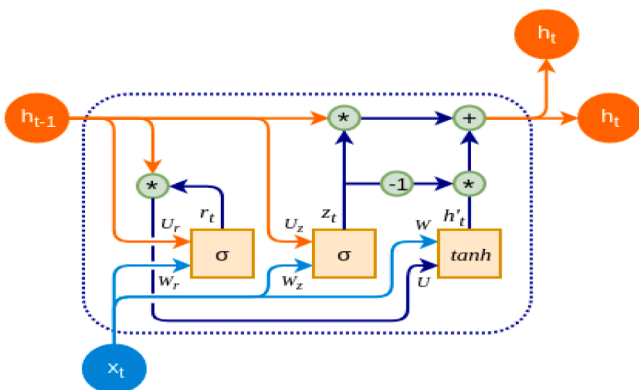 h_t
h_{t-1}
*
+
h_t
*
-1
*
r_t
z_t
h'_t
U_r
U_z
W
σ
σ
tanh
W_r
W_z
U
x_t